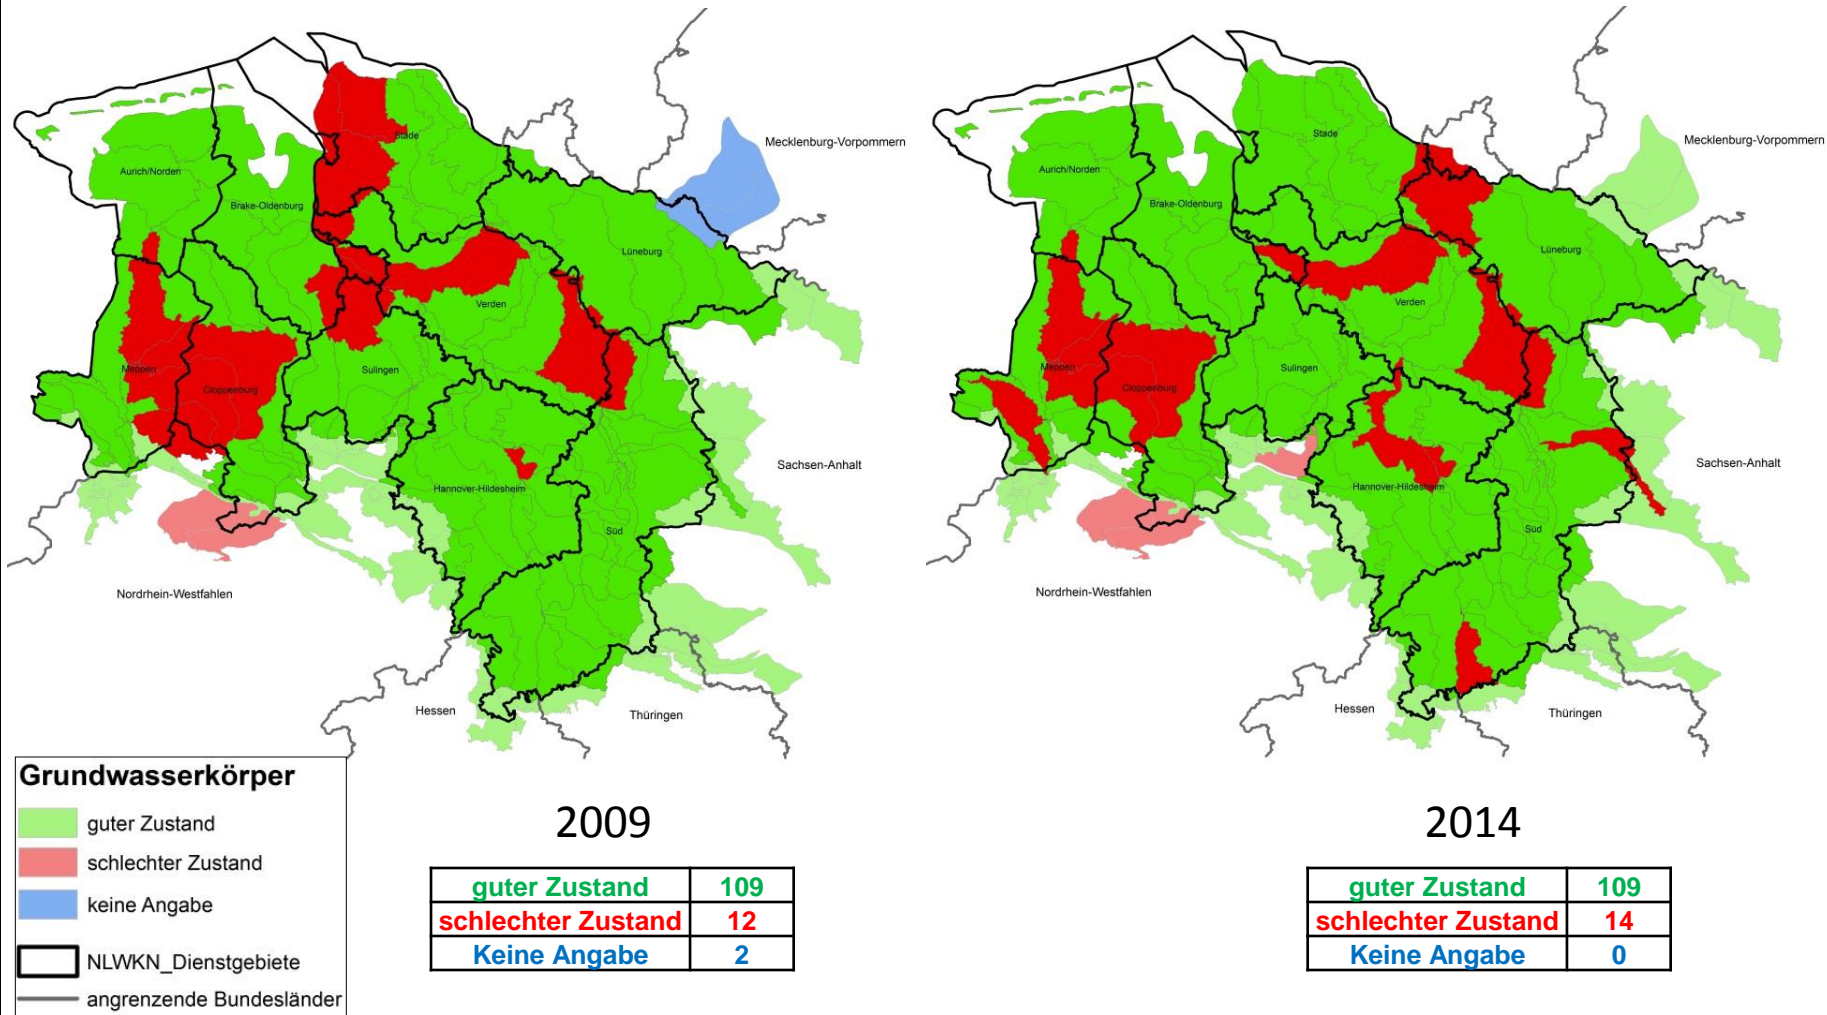 Mecklenburg-Vorpommern
Stade
Aurich/Norden
Brake-Oldenburg
Lüneburg
Verden
Meppen
Cloppenburg
Sulingen
Sachsen-Anhalt
Hannover-Hildesheim
Süd
Nordrhein-Westfahlen
Hessen
Thüringen
Mecklenburg-Vorpommern
Stade
Aurich/Norden
Brake-Oldenburg
Lüneburg
Verden
Meppen
Cloppenburg
Sulingen
Sachsen-Anhalt
Hannover-Hildesheim
Süd
Nordrhein-Westfahlen
Hessen
Thüringen
Grundwasserkörper
guter Zustand
schlechter Zustand
keine Angabe
NLWKN_Dienstgebiete
angrenzende Bundesländer
2009
guter Zustand 109
schlechter Zustand 12
Keine Angabe 2
2014
guter Zustand 109
schlechter Zustand 14
Keine Angabe 0